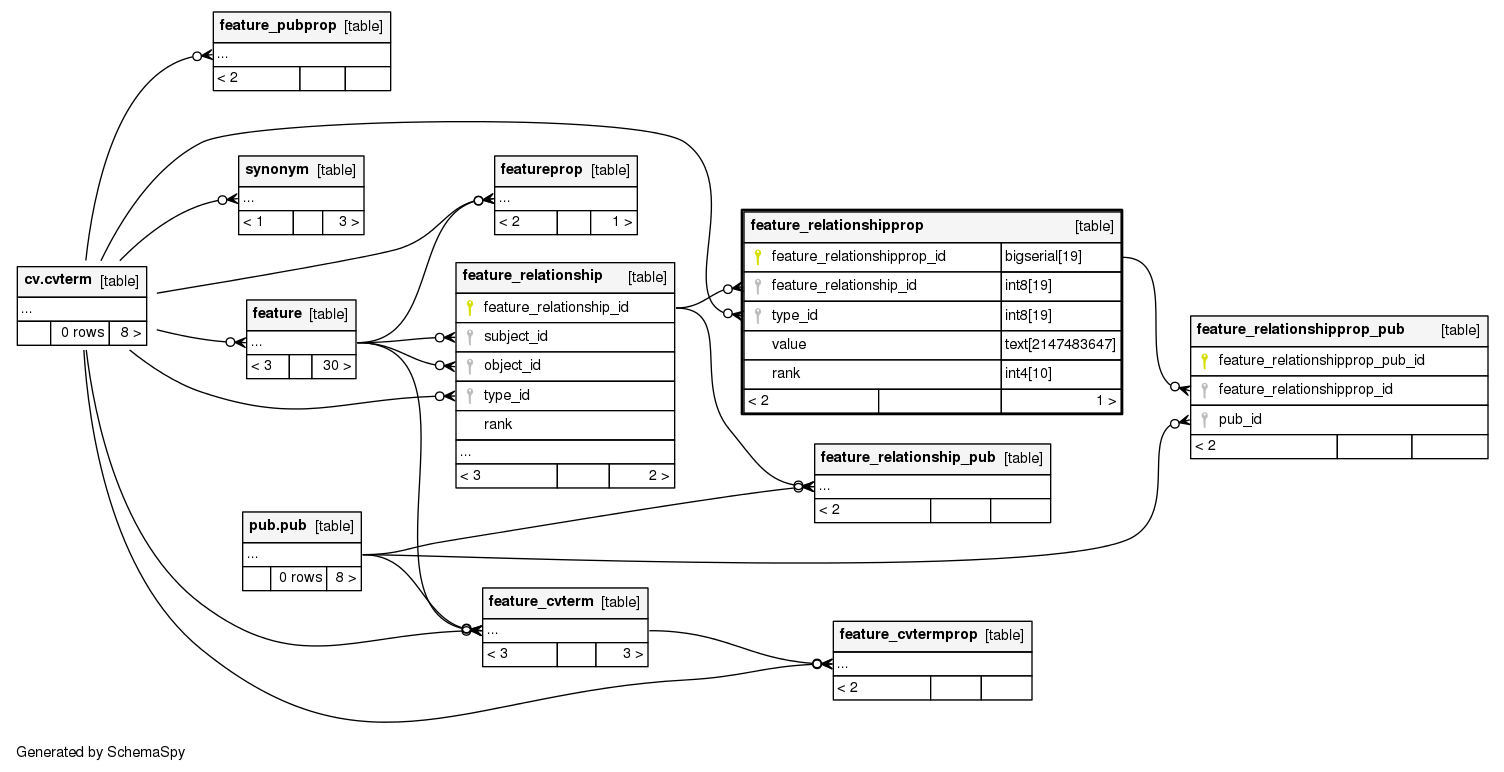 feature_pubprop [table]
...
< 2
synonym [table]
...
< 1 3 >
featureprop [table]
...
< 2 1 >
feature_relationshipprop [table]
feature_relationshipprop_id bigserial[19]
feature_relationship_id int8[19]
type_id int8[19]
value text[2147483647]
rank int4[10]
< 2 1 >
cv.cvterm [table]
...
0 rows 8 >
feature [table]
...
< 3 30 >
feature_relationship [table]
feature_relationship_id
subject_id
object_id
type_id
rank
...
< 3 2 >
feature_relationshipprop_pub [table]
feature_relationshipprop_pub_id
feature_relationshipprop_id
pub_id
< 2
feature_relationship_pub [table]
...
< 2
pub.pub [table]
...
0 rows 8 >
feature_cvterm [table]
...
< 3 3 >
feature_cvtermprop [table]
...
< 2
Generated by SchemaSpy